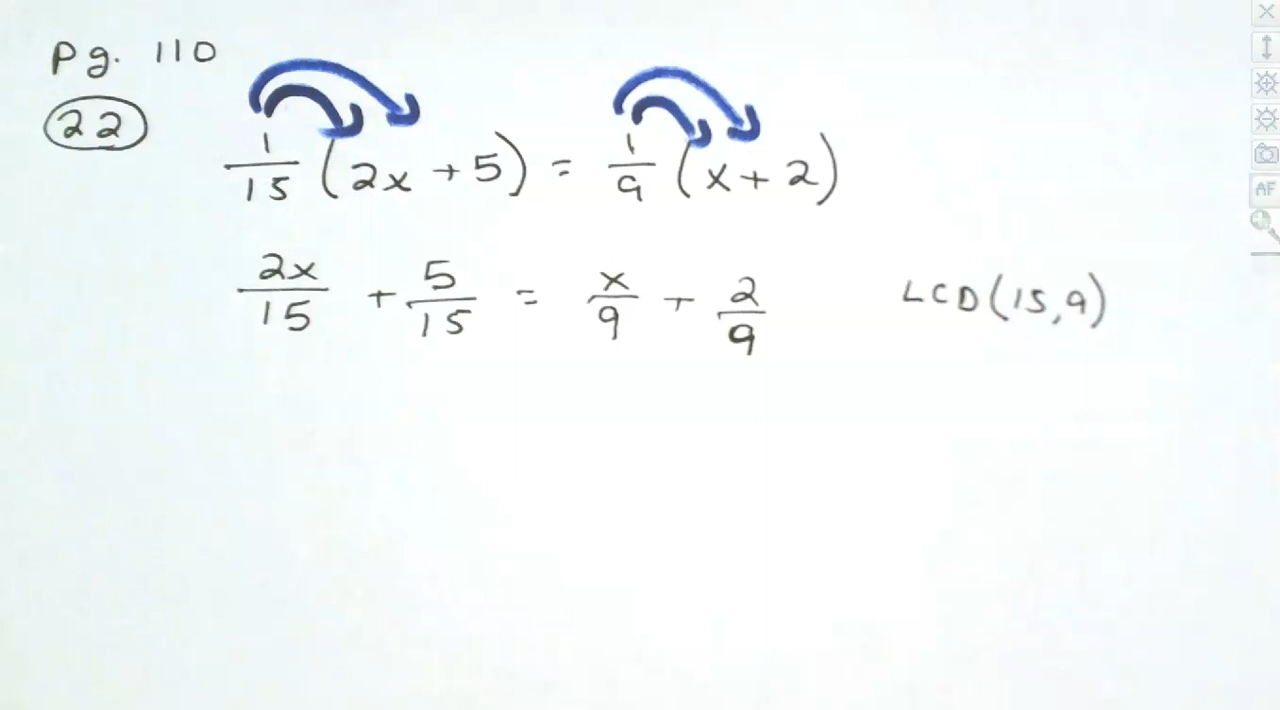 Pg. 110
22
1/15 (2x + 5) = 1/9 (x + 2)
2x/15 + 5/15 = x/9 + 2/9
LCD(15,9)
AF